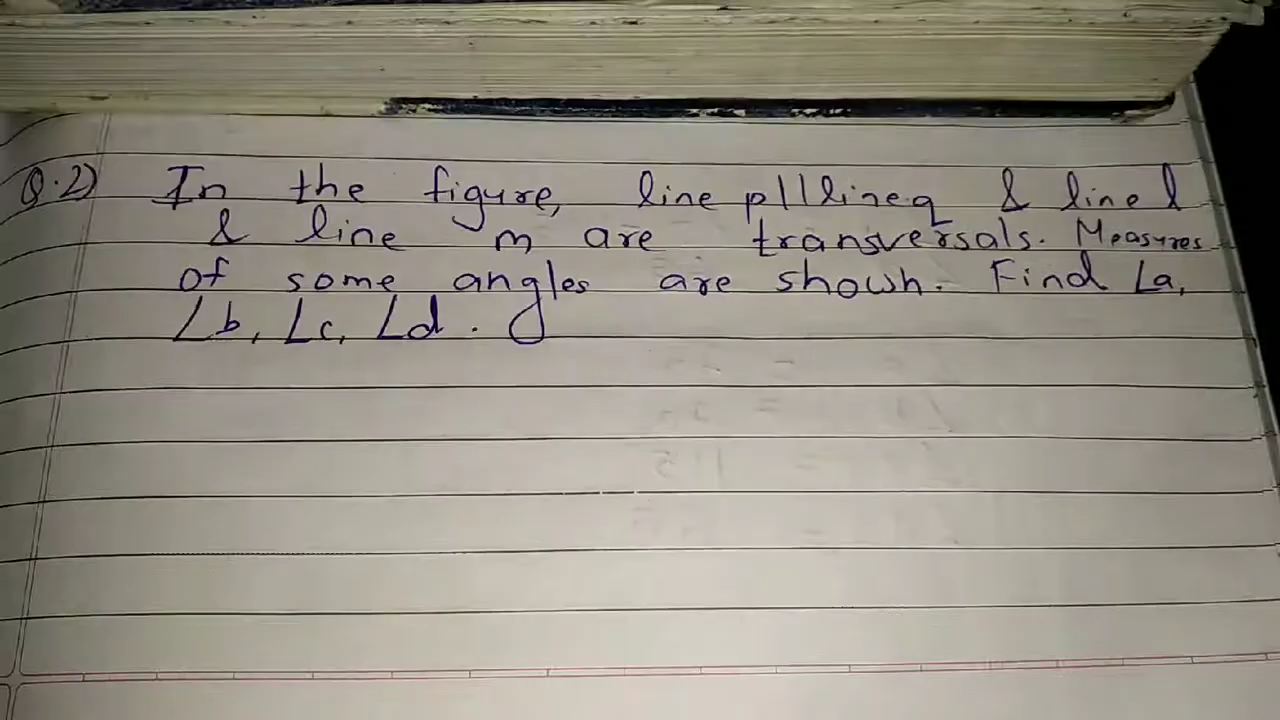 Q.2) In the figure, line p||line q & line l
& line m are transversals. Measures
of some angles are shown. Find ∠a,
∠b, ∠c, ∠d.